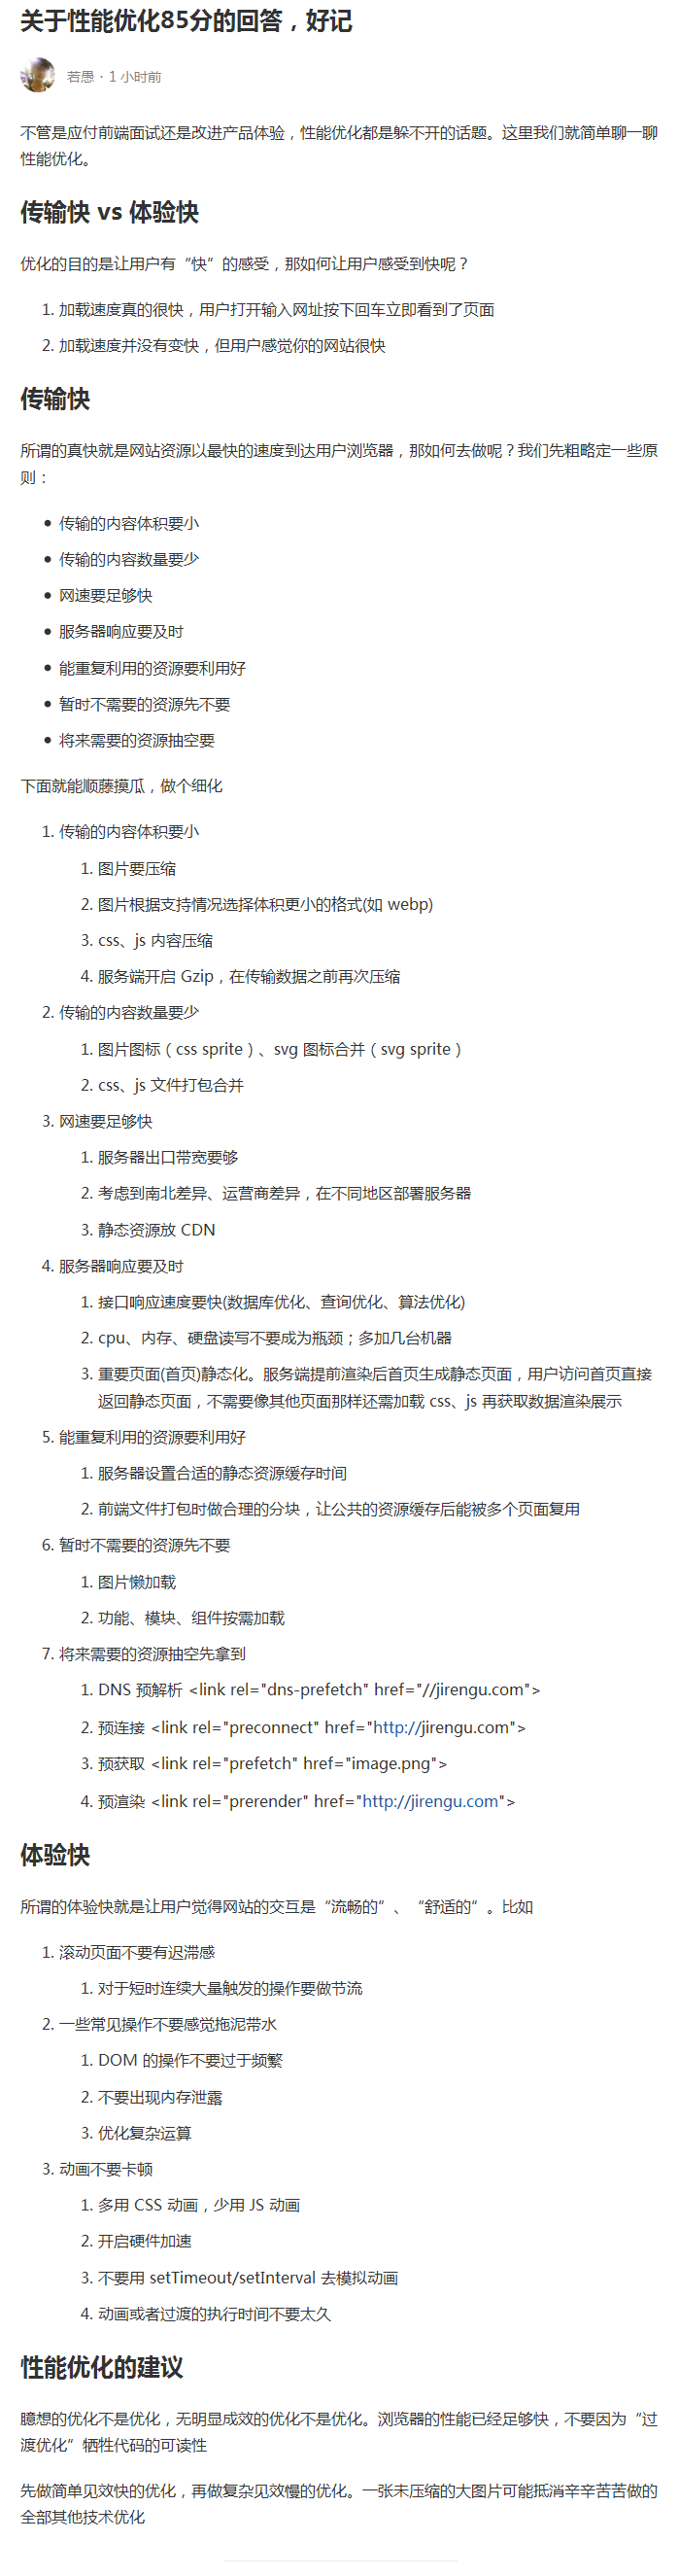 关于性能优化85分的回答，好记
若愚 · 1 小时前
不管是应付前端面试还是改进产品体验，性能优化都是躲不开的话题。这里我们就简单聊一聊
性能优化。
传输快 vs 体验快
优化的目的是让用户有“快”的感受，那如何让用户感受到快呢？
1. 加载速度真的很快，用户打开输入网址按下回车立即看到了页面
2. 加载速度并没有变快，但用户感觉你的网站很快
传输快
所谓的真快就是网站资源以最快的速度到达用户浏览器，那如何去做呢？我们先粗略定一些原
则：
• 传输的内容体积要小
• 传输的内容数量要少
• 网速要足够快
• 服务器响应要及时
• 能重复利用的资源要利用好
• 暂时不需要的资源先不要
• 将来需要的资源抽空要
下面就能顺藤摸瓜，做个细化
1. 传输的内容体积要小
1. 图片要压缩
2. 图片根据支持情况选择体积更小的格式(如 webp)
3. css、js 内容压缩
4. 服务端开启 Gzip，在传输数据之前再次压缩
2. 传输的内容数量要少
1. 图片图标（css sprite）、svg 图标合并（svg sprite）
2. css、js 文件打包合并
3. 网速要足够快
1. 服务器出口带宽要够
2. 考虑到南北差异、运营商差异，在不同地区部署服务器
3. 静态资源放 CDN
4. 服务器响应要及时
1. 接口响应速度要快(数据库优化、查询优化、算法优化)
2. cpu、内存、硬盘读写不要成为瓶颈；多加几台机器
3. 重要页面(首页)静态化。服务端提前渲染后首页生成静态页面，用户访问首页直接
返回静态页面，不需要像其他页面那样还需加载 css、js 再获取数据渲染展示
5. 能重复利用的资源要利用好
1. 服务器设置合适的静态资源缓存时间
2. 前端文件打包时做合理的分块，让公共的资源缓存后能被多个页面复用
6. 暂时不需要的资源先不要
1. 图片懒加载
2. 功能、模块、组件按需加载
7. 将来需要的资源抽空先拿到
1. DNS 预解析 <link rel="dns-prefetch" href="//jirengu.com">
2. 预连接 <link rel="preconnect" href="http://jirengu.com">
3. 预获取 <link rel="prefetch" href="image.png">
4. 预渲染 <link rel="prerender" href="http://jirengu.com">
体验快
所谓的体验快就是让用户觉得网站的交互是“流畅的”、“舒适的”。比如
1. 滚动页面不要有迟滞感
1. 对于短时连续大量触发的操作要做节流
2. 一些常见操作不要感觉拖泥带水
1. DOM 的操作不要过于频繁
2. 不要出现内存泄露
3. 优化复杂运算
3. 动画不要卡顿
1. 多用 CSS 动画，少用 JS 动画
2. 开启硬件加速
3. 不要用 setTimeout/setInterval 去模拟动画
4. 动画或者过渡的执行时间不要太久
性能优化的建议
臆想的优化不是优化，无明显成效的优化不是优化。浏览器的性能已经足够快，不要因为“过
渡优化”牺牲代码的可读性
先做简单见效快的优化，再做复杂见效慢的优化。一张未压缩的大图片可能抵消辛辛苦苦做的
全部其他技术优化